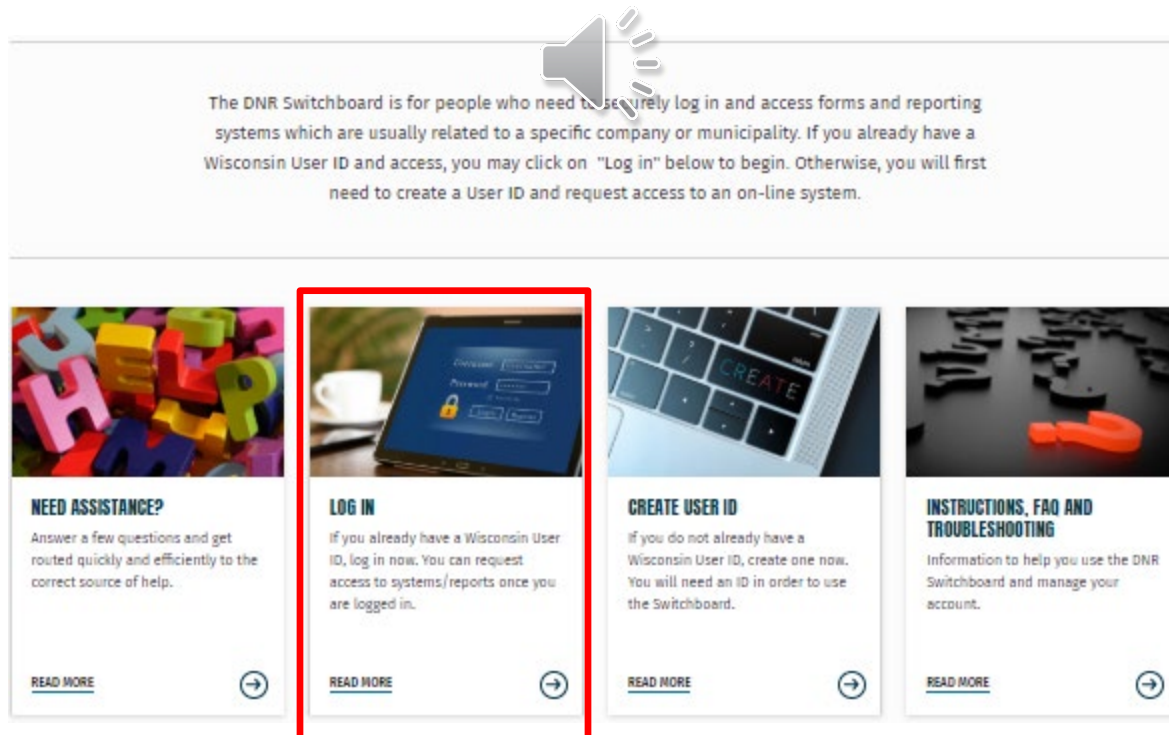 The DNR Switchboard is for people who need to securely log in and access forms and reporting
systems which are usually related to a specific company or municipality. If you already have a
Wisconsin User ID and access, you may click on "Log in" below to begin. Otherwise, you will first
need to create a User ID and request access to an on-line system.
HELP
Username
Password
CREATE
NEED ASSISTANCE?
Answer a few questions and get
routed quickly and efficiently to the
correct source of help.
READ MORE
LOG IN
If you already have a Wisconsin User
ID, log in now. You can request
access to systems/reports once you
are logged in.
READ MORE
CREATE USER ID
If you do not already have a
Wisconsin User ID, create one now.
You will need an ID in order to use
the Switchboard.
READ MORE
INSTRUCTIONS, FAQ AND
TROUBLESHOOTING
Information to help you use the DNR
Switchboard and manage your
account.
READ MORE